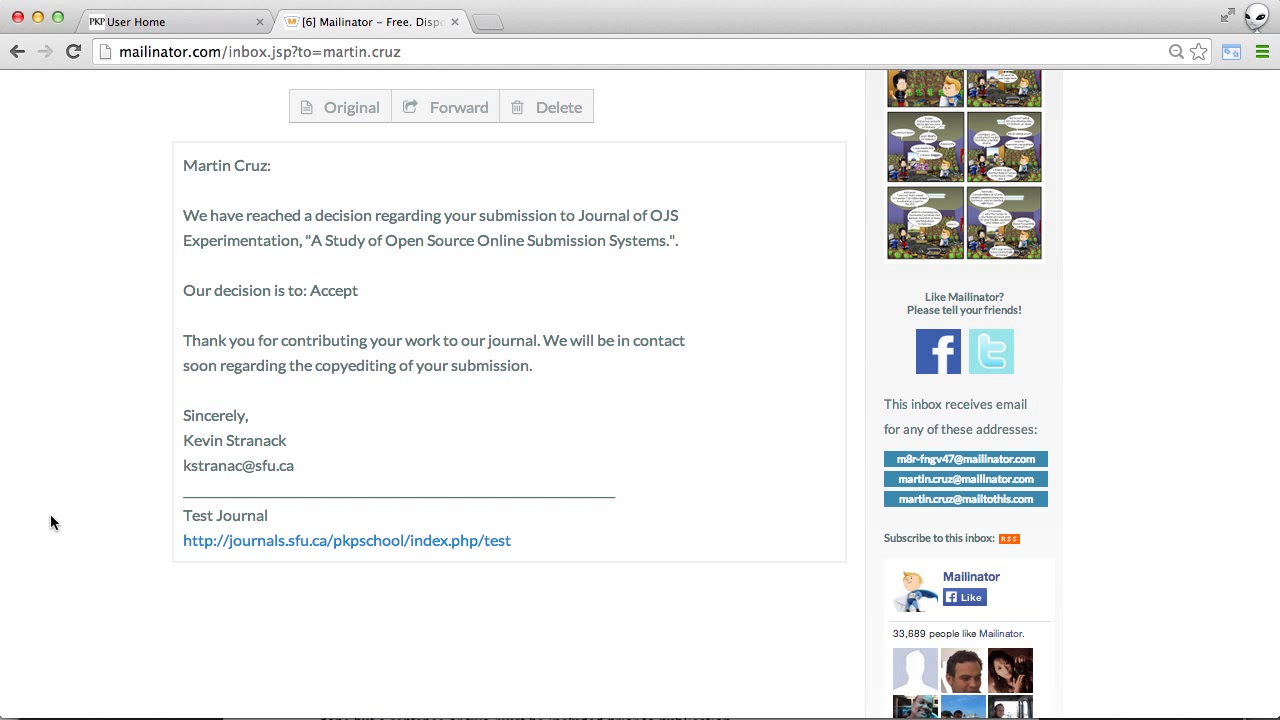 PKP User Home
[6] Mailinator – Free. Dispo
mailinator.com/inbox.jsp?to=martin.cruz
Original
Forward
Delete
Martin Cruz:
We have reached a decision regarding your submission to Journal of OJS
Experimentation, "A Study of Open Source Online Submission Systems.".
Our decision is to: Accept
Thank you for contributing your work to our journal. We will be in contact
soon regarding the copyediting of your submission.
Sincerely,
Kevin Stranack
kstranac@sfu.ca
Test Journal
http://journals.sfu.ca/pkpschool/index.php/test
Like Mailinator?
Please tell your friends!
This inbox receives email
for any of these addresses:
m8r-fngv47@mailinator.com
martin.cruz@mailinator.com
martin.cruz@mailtothis.com
Subscribe to this inbox: RSS
Mailinator
Like
33,689 people like Mailinator.